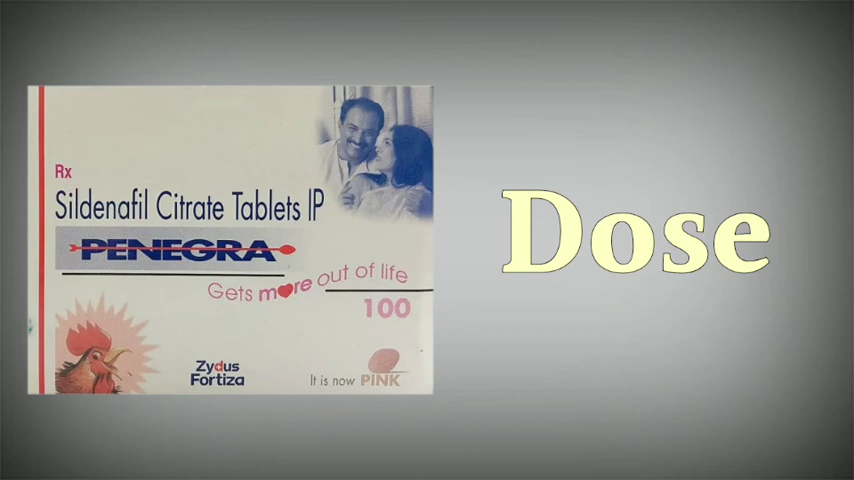 Rx
Sildenafil Citrate Tablets IP
PENEGRA
Gets more out of life
100
Zydus
Fortiza
It is now PINK
Dose